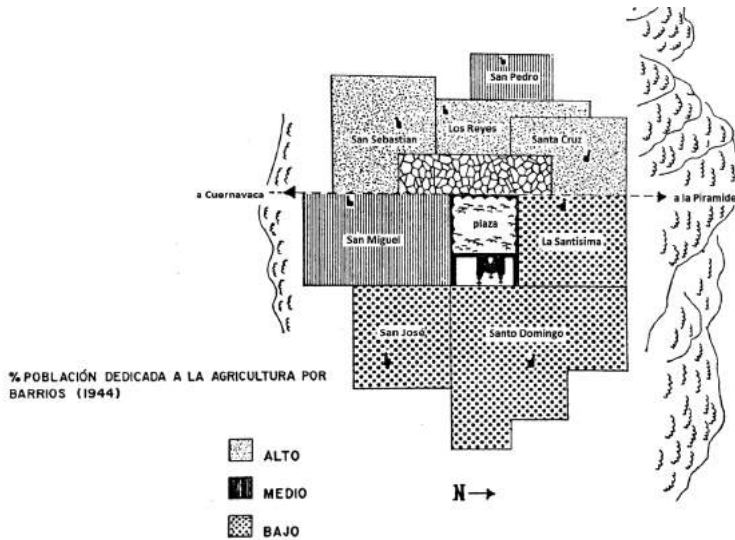 San Pedro
San Sebastian
Los Reyes
Santa Cruz
a Cuernavaca
a la Piramide
San Miguel
plaza
La Santisima
San José
Santo Domingo
% POBLACIÓN DEDICADA A LA AGRICULTURA POR
BARRIOS (1944)
ALTO
MEDIO
BAJO
N